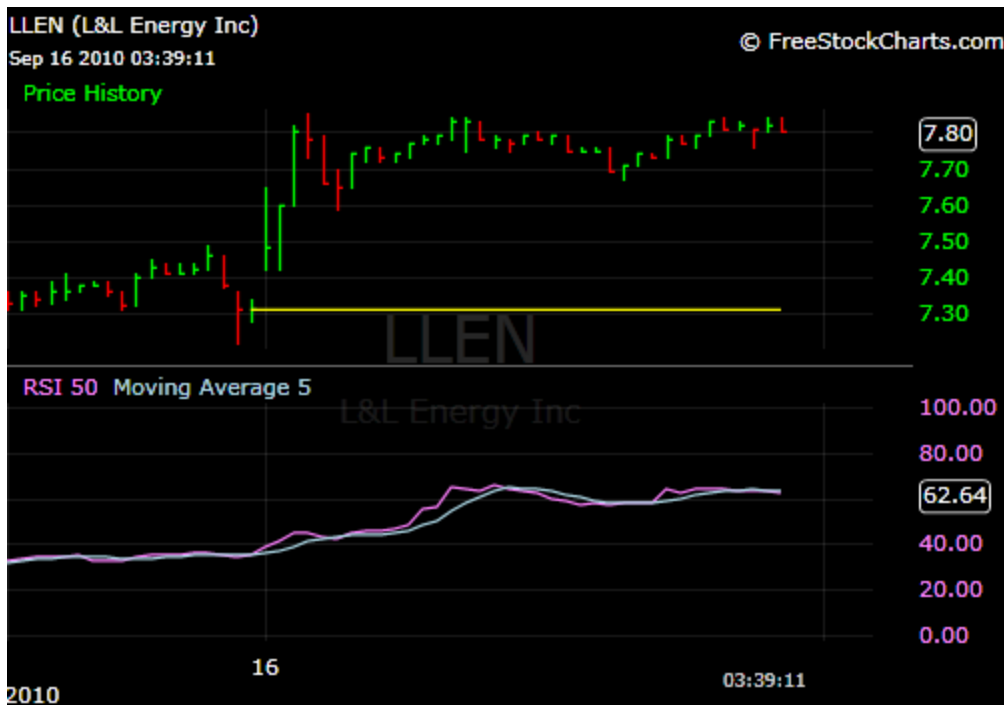 LLEN (L&L Energy Inc)
© FreeStockCharts.com
Sep 16 2010 03:39:11
Price History
7.80
7.70
7.60
7.50
7.40
7.30
LLEN
RSI 50 Moving Average 5
L&L Energy Inc
100.00
80.00
62.64
40.00
20.00
0.00
16
03:39:11
2010